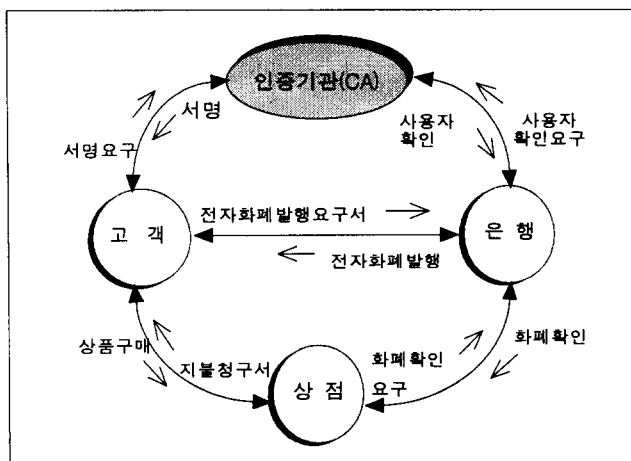 인증기관(CA)
서명
서명요구
사용자
확인
사용자
확인요구
고 객
전자화폐발행요구서
전자화폐발행
은 행
상품구매
지불청구서
상 점
화폐확인
요구
화폐확인